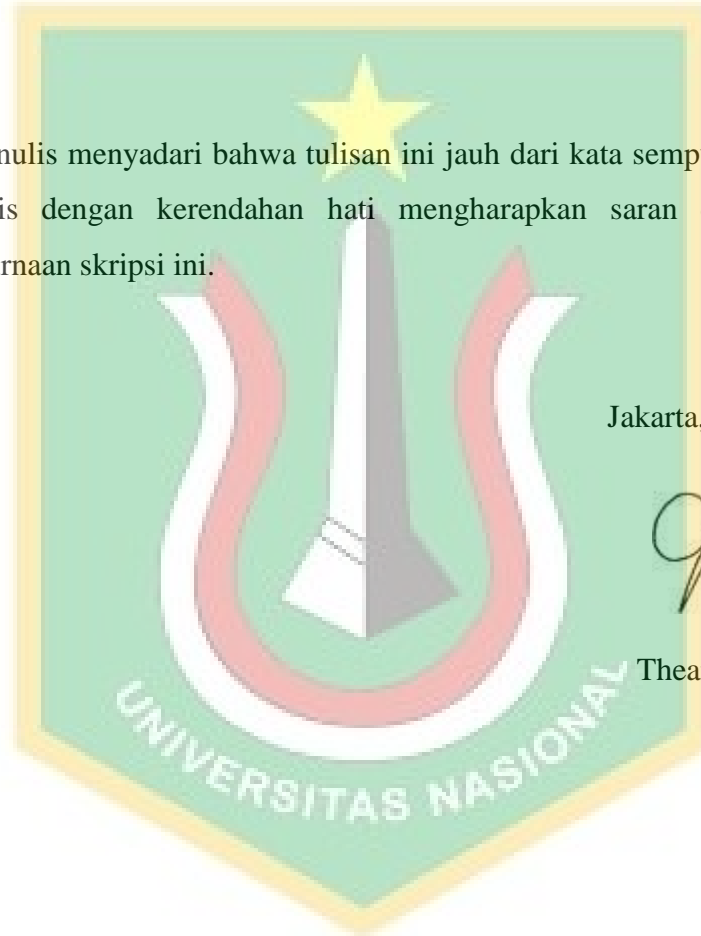 nulis menyadari bahwa tulisan ini jauh dari kata semp
is dengan kerendahan hati mengharapkan saran
rnaan skripsi ini.
Jakarta,
Thea
UNIVERSITAS NASIONAL